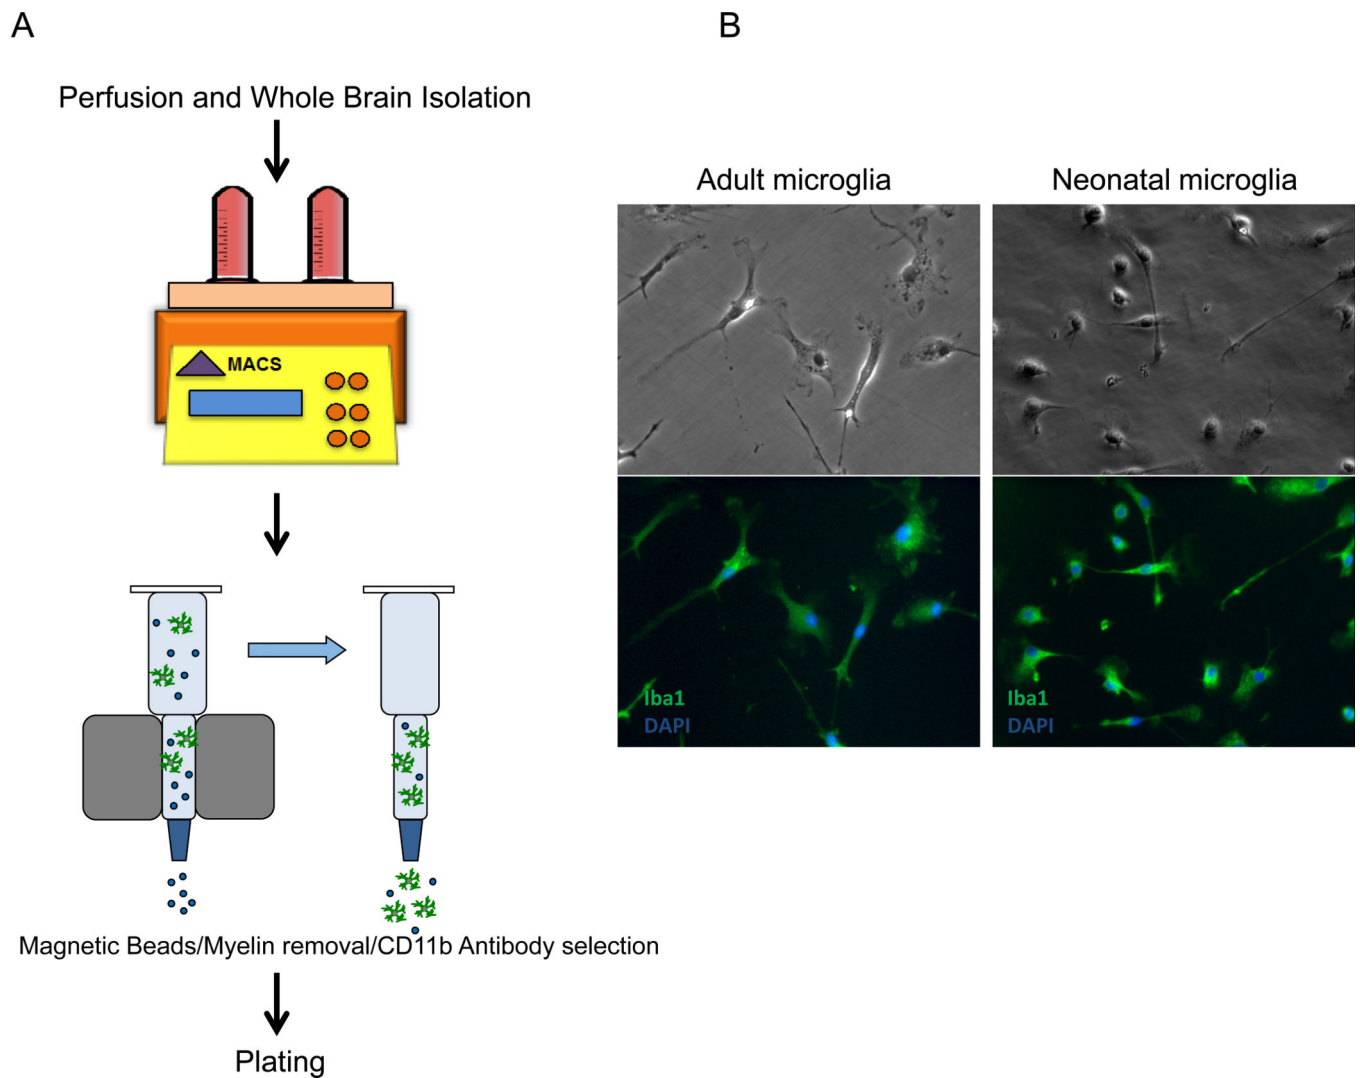 A
B
Perfusion and Whole Brain Isolation
MACS
Magnetic Beads/Myelin removal/CD11b Antibody selection
Plating
Adult microglia
Neonatal microglia
Iba1
DAPI
Iba1
DAPI